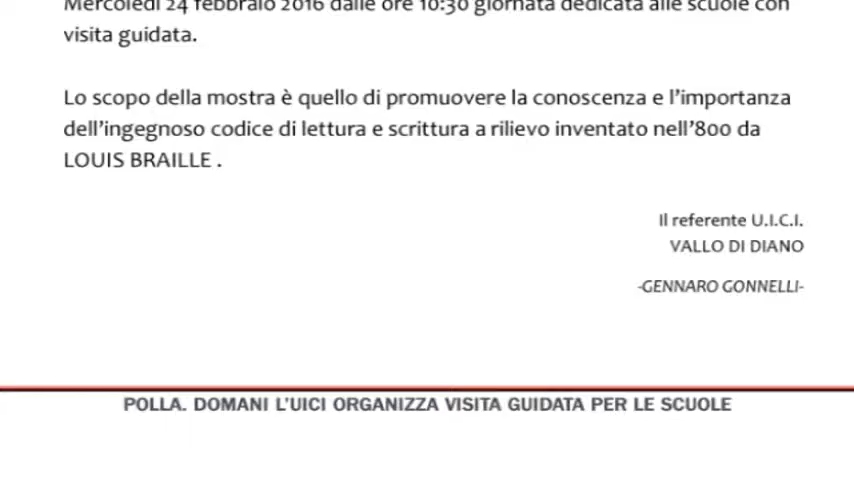 Mercoledì 24 febbraio 2016 dalle ore 10:30 giornata dedicata alle scuole con
visita guidata.
Lo scopo della mostra è quello di promuovere la conoscenza e l'importanza
dell'ingegnoso codice di lettura e scrittura a rilievo inventato nell'800 da
LOUIS BRAILLE .
Il referente U.I.C.I.
VALLO DI DIANO
-GENNARO GONNELLI-
POLLA. DOMANI L'UICI ORGANIZZA VISITA GUIDATA PER LE SCUOLE